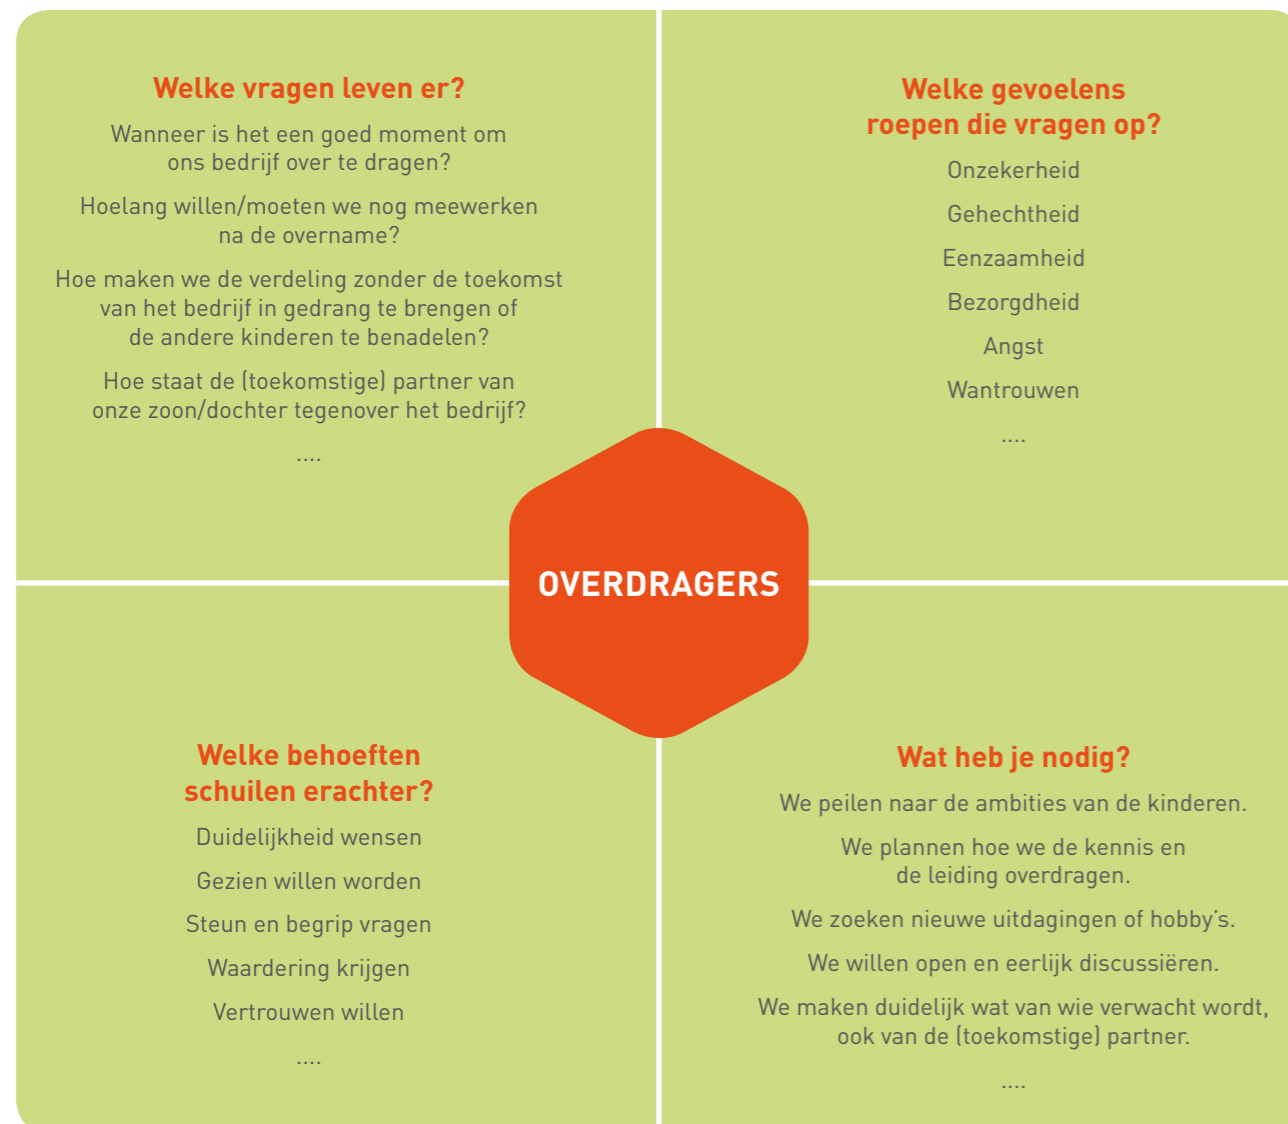 Welke vragen leven er?
Wanneer is het een goed moment om
ons bedrijf over te dragen?
Hoelang willen/moeten we nog meewerken
na de overname?
Hoe maken we de verdeling zonder de toekomst
van het bedrijf in gedrang te brengen of
de andere kinderen te benadelen?
Hoe staat de (toekomstige) partner van
onze zoon/dochter tegenover het bedrijf?
....
Welke gevoelens
roepen die vragen op?
Onzekerheid
Gehechtheid
Eenzaamheid
Bezorgdheid
Angst
Wantrouwen
....
OVERDRAGERS
Welke behoeften
schuilen erachter?
Duidelijkheid wensen
Gezien willen worden
Steun en begrip vragen
Waardering krijgen
Vertrouwen willen
....
Wat heb je nodig?
We peilen naar de ambities van de kinderen.
We plannen hoe we de kennis en
de leiding overdragen.
We zoeken nieuwe uitdagingen of hobby’s.
We willen open en eerlijk discussiëren.
We maken duidelijk wat van wie verwacht wordt,
ook van de (toekomstige) partner.
....